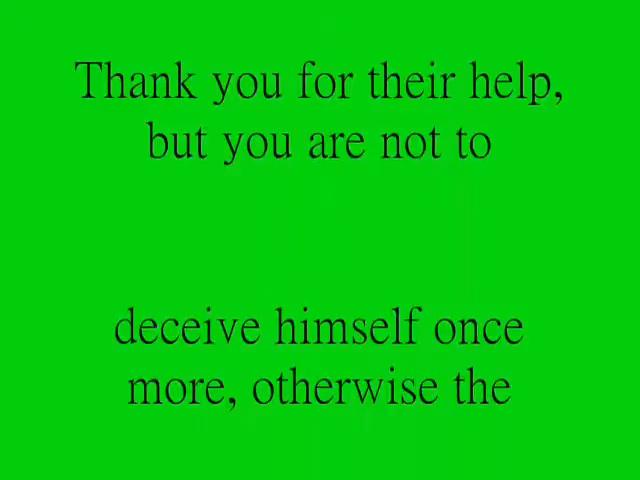 Thank you for their help,
but you are not to
deceive himself once
more, otherwise the